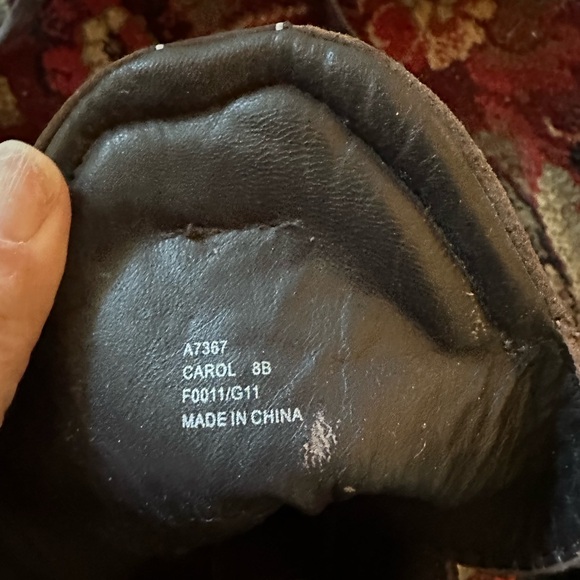 A7367
CAROL 8B
F0011/G11
MADE IN CHINA